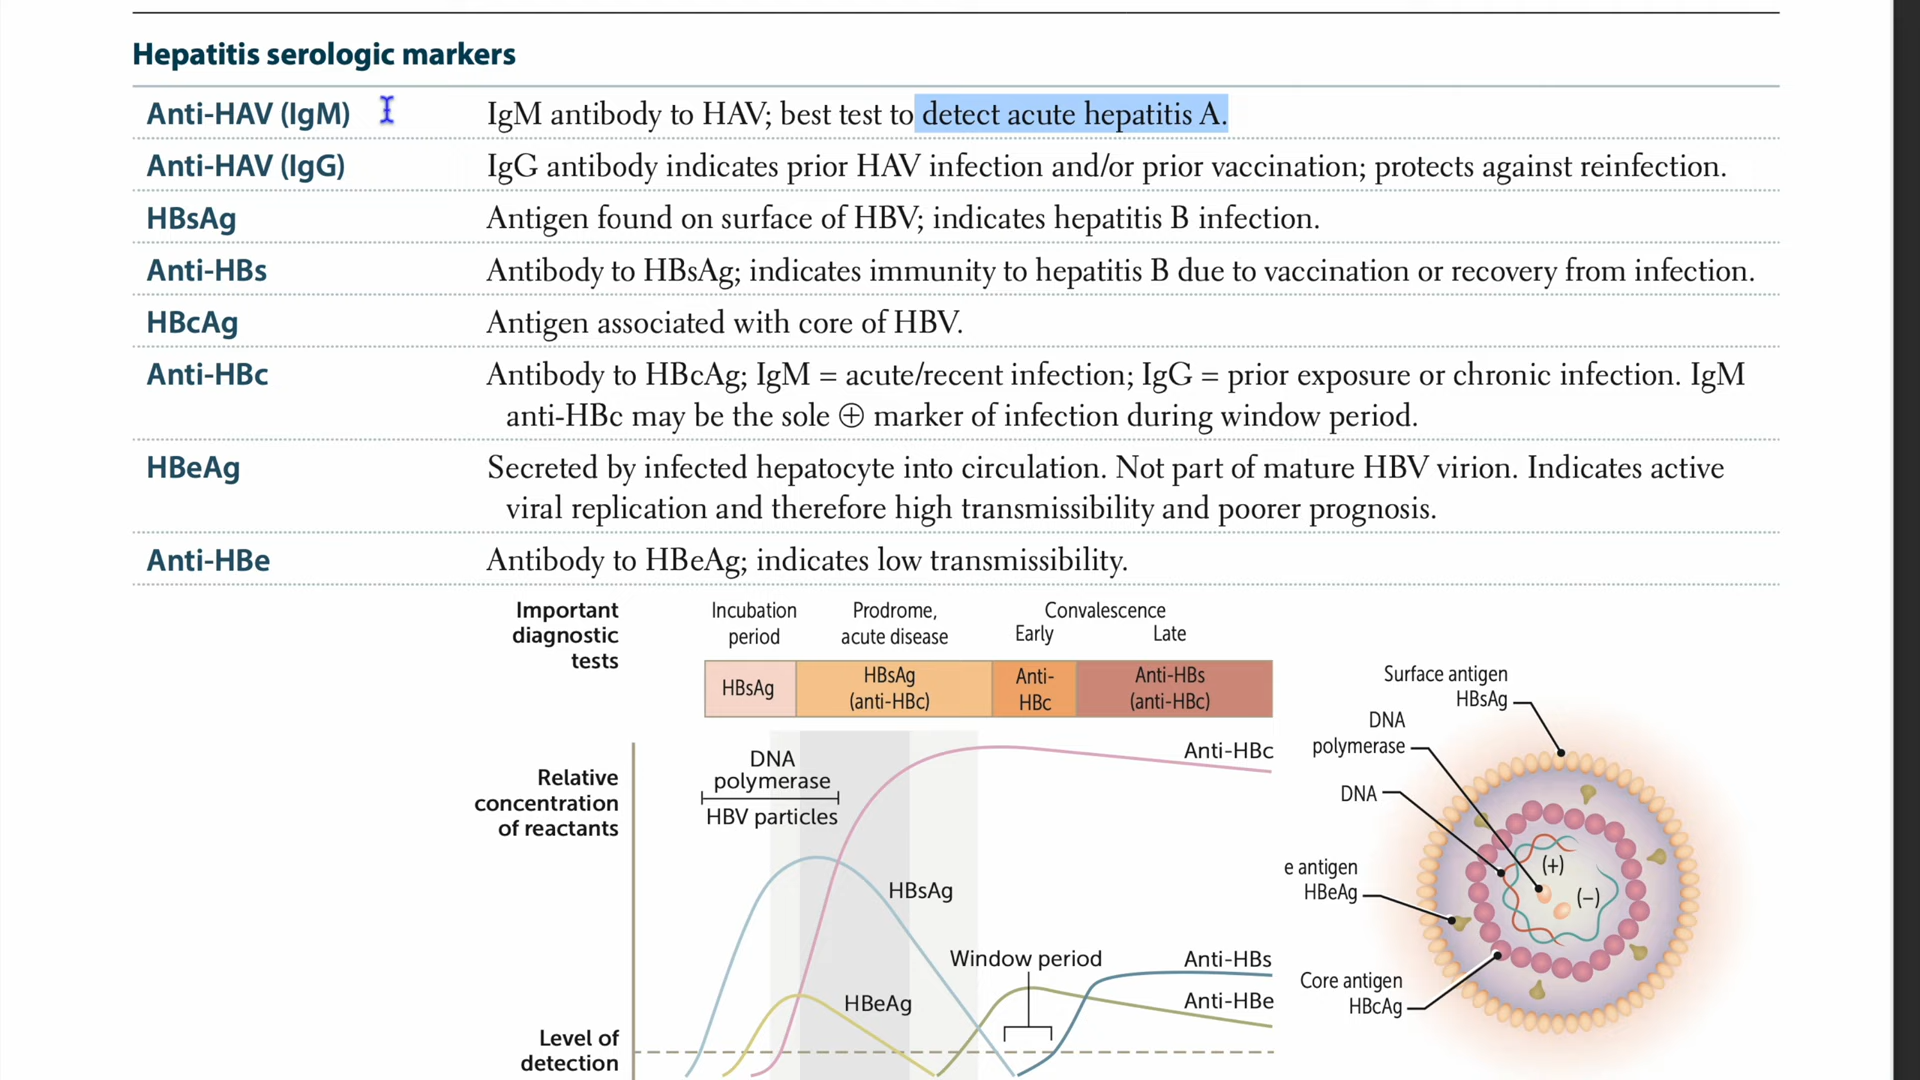 Hepatitis serologic markers
Anti-HAV (IgM) IgM antibody to HAV; best test to detect acute hepatitis A.
Anti-HAV (IgG) IgG antibody indicates prior HAV infection and/or prior vaccination; protects against reinfection.
HBsAg Antigen found on surface of HBV; indicates hepatitis B infection.
Anti-HBs Antibody to HBsAg; indicates immunity to hepatitis B due to vaccination or recovery from infection.
HBcAg Antigen associated with core of HBV.
Anti-HBc Antibody to HBcAg; IgM = acute/recent infection; IgG = prior exposure or chronic infection. IgM
anti-HBc may be the sole ⊕ marker of infection during window period.
HBeAg Secreted by infected hepatocyte into circulation. Not part of mature HBV virion. Indicates active
viral replication and therefore high transmissibility and poorer prognosis.
Anti-HBe Antibody to HBeAg; indicates low transmissibility.
Important
diagnostic
tests
Incubation
period
Prodrome,
acute disease
Convalescence
Early Late
HBsAg
HBsAg
(anti-HBc)
Anti-
HBc
Anti-HBs
(anti-HBc)
Relative
concentration
of reactants
DNA
polymerase
HBV particles
Anti-HBc
HBsAg
Window period
Anti-HBs
HBeAg
Anti-HBe
Level of
detection
Surface antigen
HBsAg
DNA
polymerase
DNA
(+)
(−)
e antigen
HBeAg
Core antigen
HBcAg